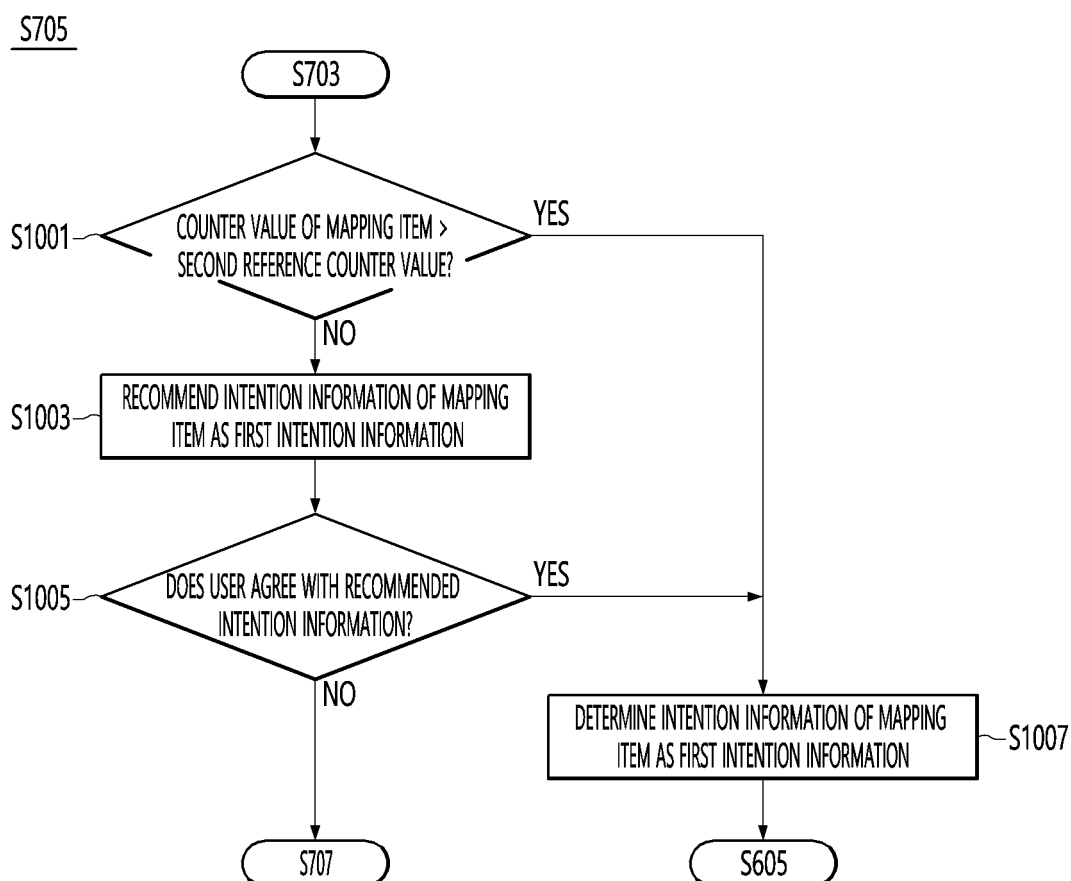 S705
S703
S1001
COUNTER VALUE OF MAPPING ITEM >
SECOND REFERENCE COUNTER VALUE?
YES
NO
S1003
RECOMMEND INTENTION INFORMATION OF MAPPING
ITEM AS FIRST INTENTION INFORMATION
S1005
DOES USER AGREE WITH RECOMMENDED
INTENTION INFORMATION?
YES
NO
DETERMINE INTENTION INFORMATION OF MAPPING
ITEM AS FIRST INTENTION INFORMATION
S1007
S707
S605